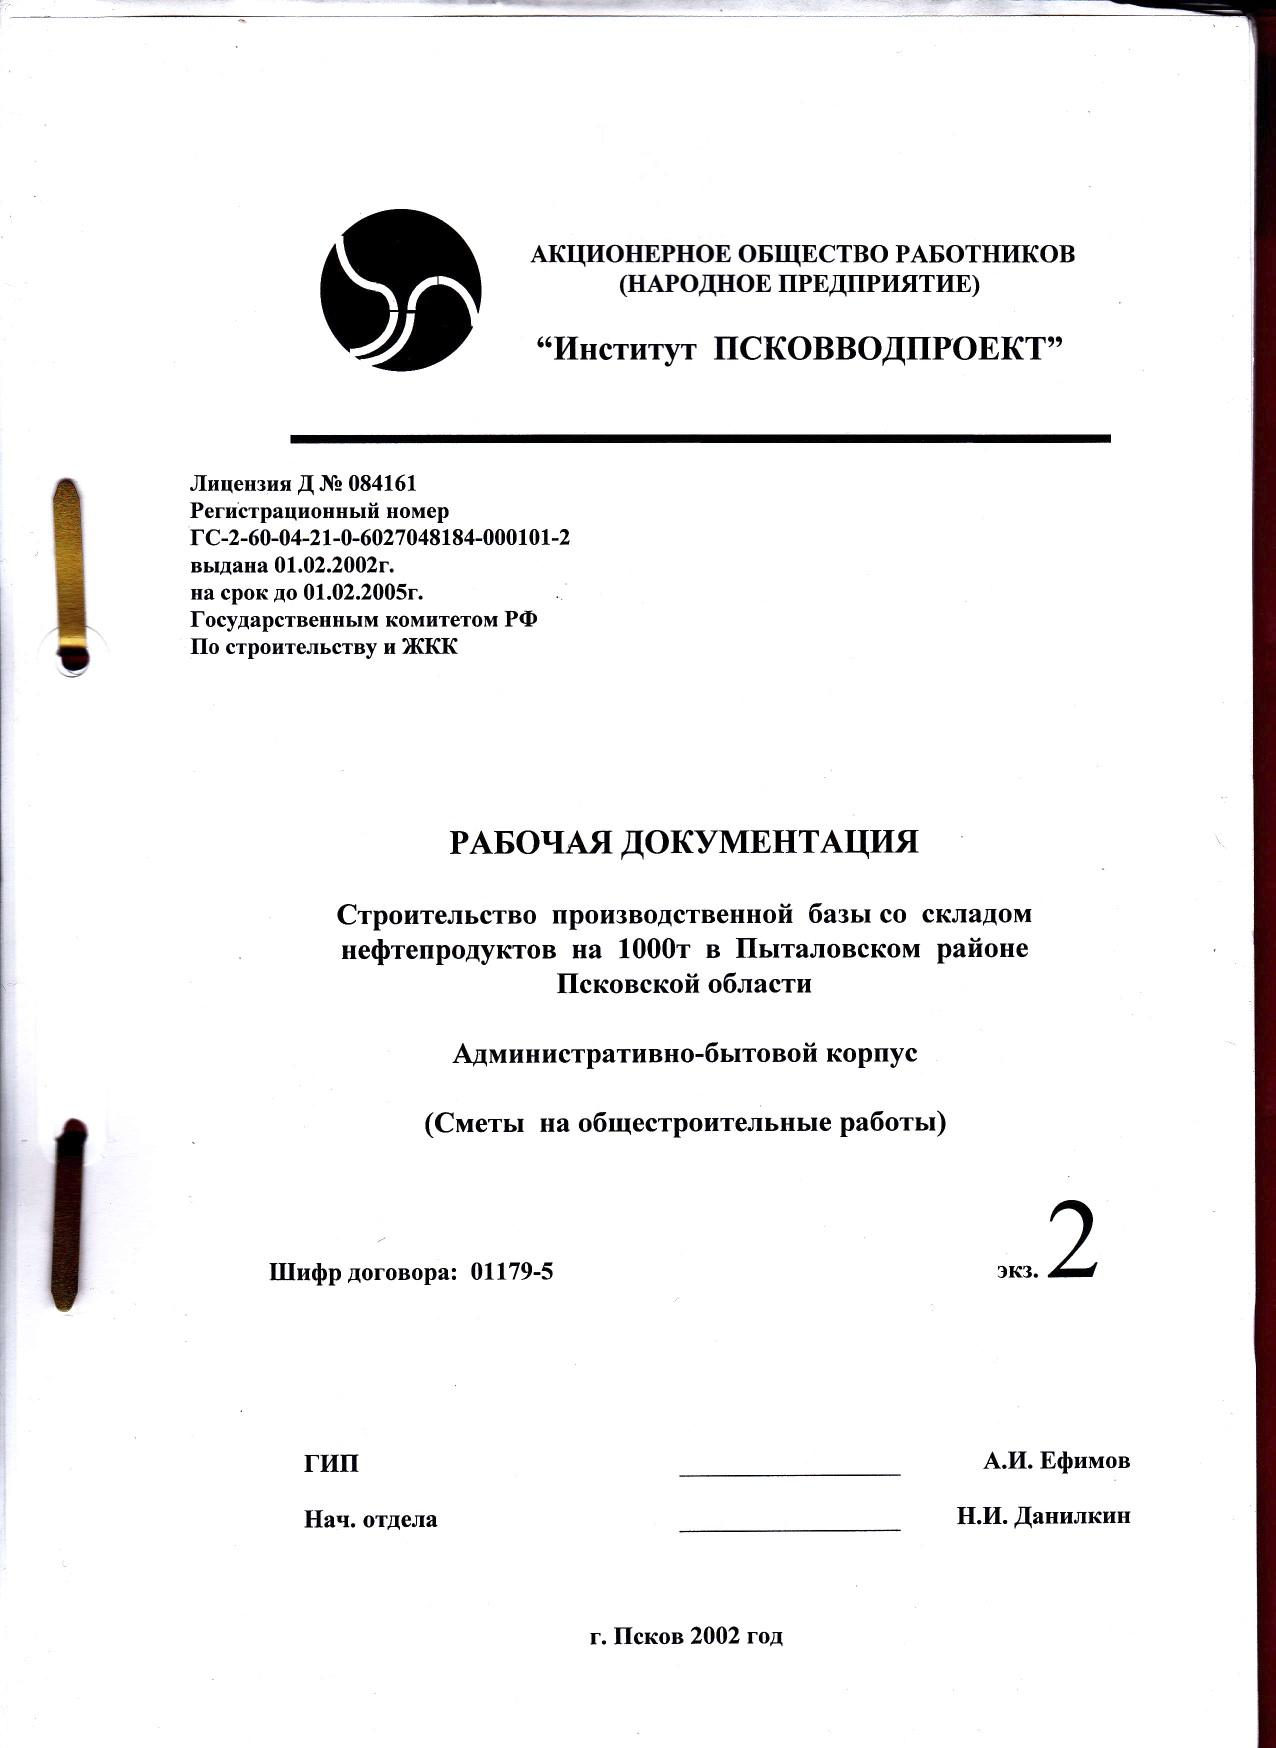 АКЦИОНЕРНОЕ ОБЩЕСТВО РАБОТНИКОВ
(НАРОДНОЕ ПРЕДПРИЯТИЕ)
“Институт ПСКОВВОДПРОЕКТ”
Лицензия Д № 084161
Регистрационный номер
ГС-2-60-04-21-0-6027048184-000101-2
выдана 01.02.2002г.
на срок до 01.02.2005г.
Государственным комитетом РФ
По строительству и ЖКК
РАБОЧАЯ ДОКУМЕНТАЦИЯ
Строительство производственной базы со складом
нефтепродуктов на 1000т в Пыталовском районе
Псковской области
Административно-бытовой корпус
(Сметы на общестроительные работы)
Шифр договора: 01179-5 экз. 2
ГИП А.И. Ефимов
Нач. отдела Н.И. Данилкин
г. Псков 2002 год